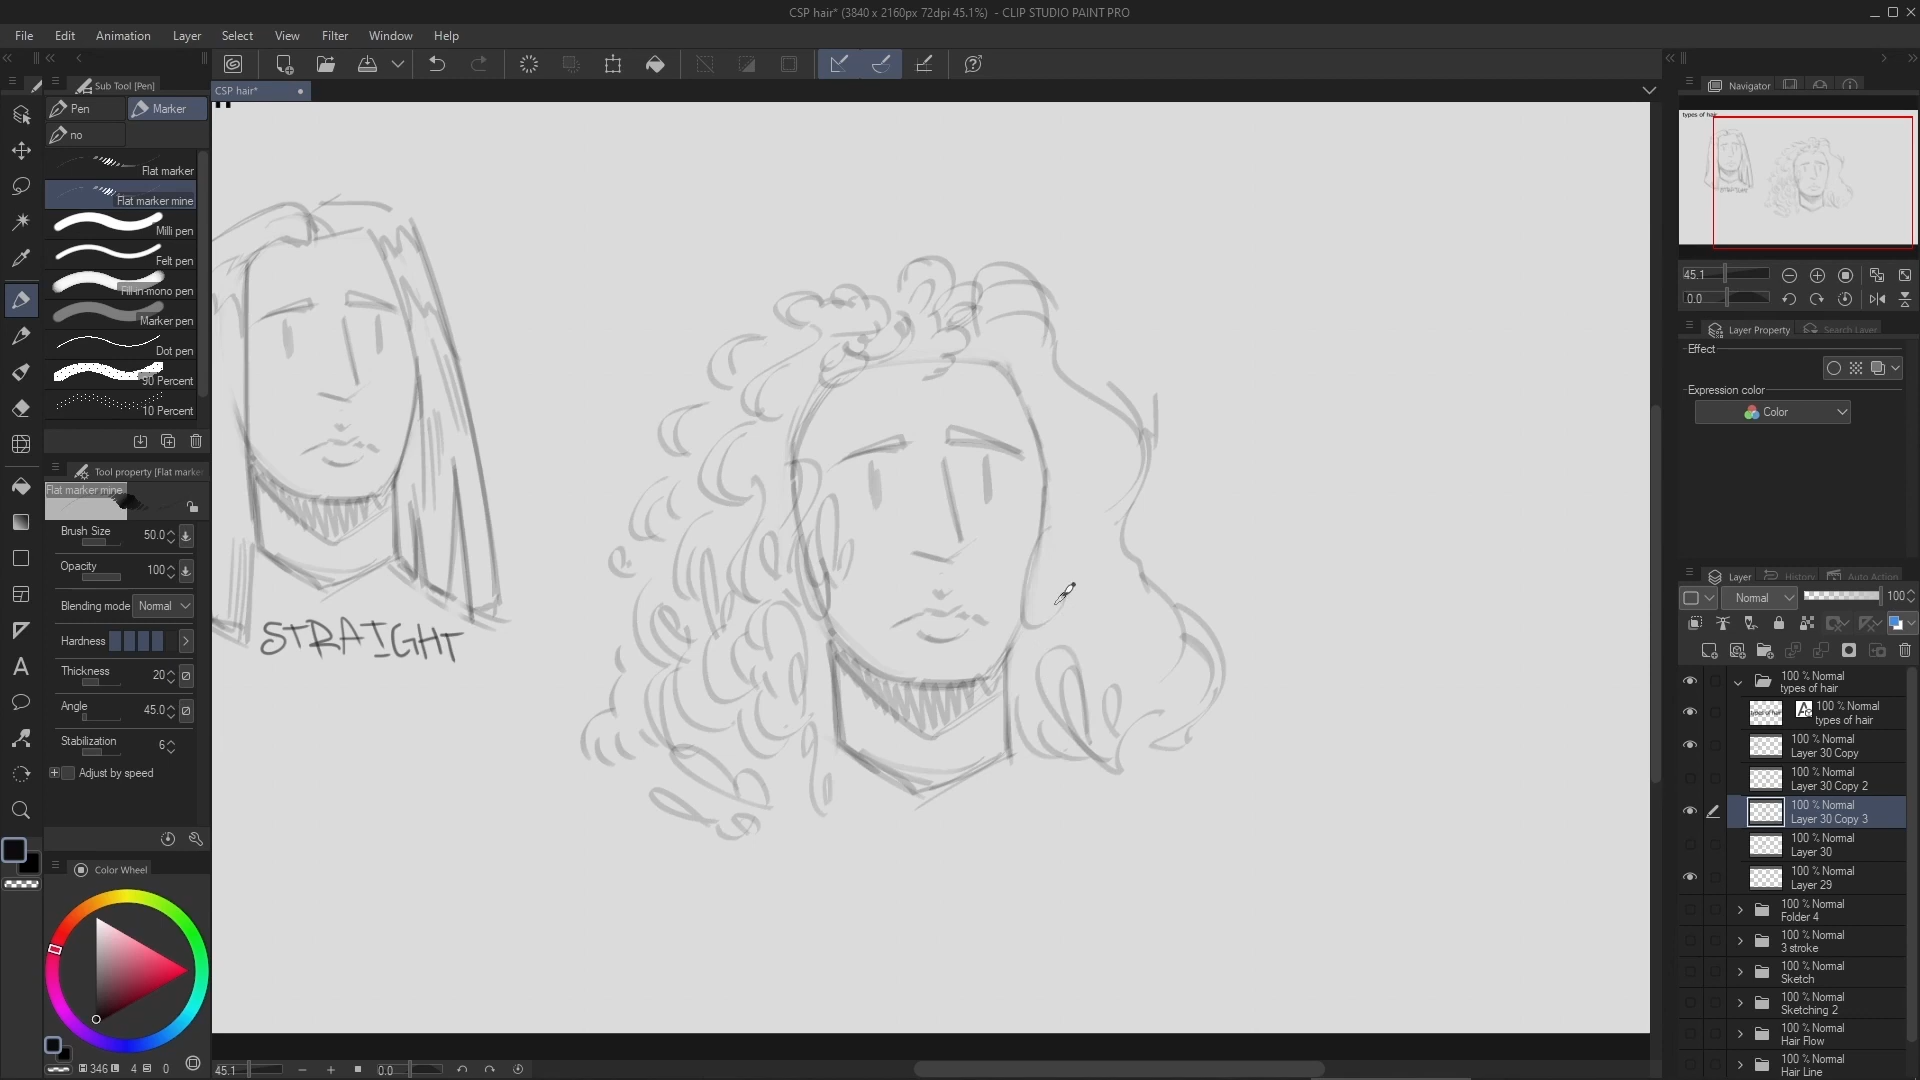 CSP hair* (3840 x 2160px 72dpi 45.1%) - CLIP STUDIO PAINT PRO
File Edit Animation Layer Select View Filter Window Help
Sub Tool [Pen]
CSP hair*
Navigator
Pen
Marker
no
Flat marker
Flat marker mine
Milli pen
Felt pen
Fill-in-mono pen
Marker pen
Dot pen
90 Percent
10 Percent
Tool property [Flat marker
Flat marker mine
Brush Size 50.0
Opacity 100
Blending mode Normal
Hardness
Thickness 20
Angle 45.0
Stabilization 6
Adjust by speed
Color Wheel
346 4 0
STRAIGHT
45.1 0.0
types of hair
45.1
0.0
Layer Property Search Layer
Effect
Expression color
Color
Layer History Auto Action
Normal 100
100 % Normal
types of hair
100 % Normal
types of hair
100 % Normal
Layer 30 Copy
100 % Normal
Layer 30 Copy 2
100 % Normal
Layer 30 Copy 3
100 % Normal
Layer 30
100 % Normal
Layer 29
100 % Normal
Folder 4
100 % Normal
3 stroke
100 % Normal
Sketch
100 % Normal
Sketching 2
100 % Normal
Hair Flow
100 % Normal
Hair Line